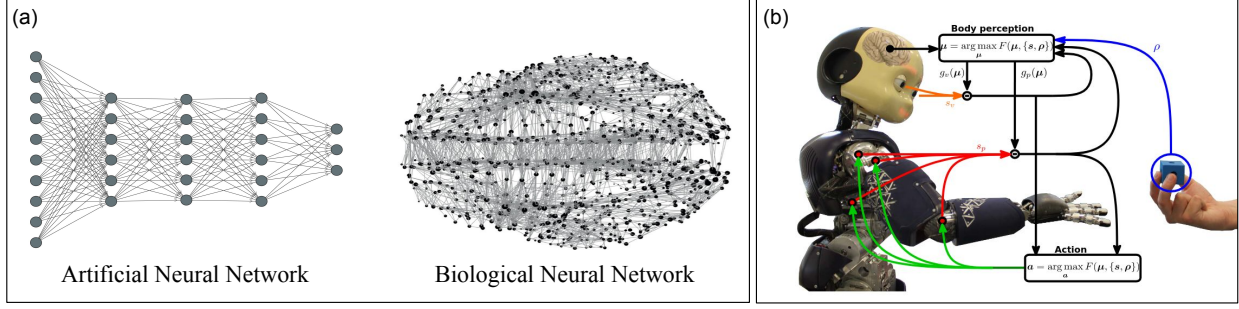 (a)
Artificial Neural Network
Biological Neural Network
(b)
Body perception
μ = arg max F(μ, {s, ρ})
μ
g_v(μ)
g_p(μ)
ρ
s_v
s_p
Action
a = arg max F(μ, {s, ρ})
a